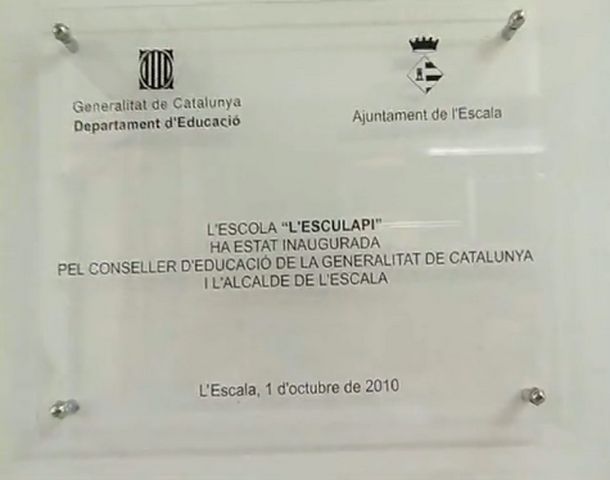 Generalitat de Catalunya
Departament d'Educació
Ajuntament de l'Escala
L'ESCOLA “L'ESCULAPI”
HA ESTAT INAUGURADA
PEL CONSELLER D'EDUCACIÓ DE LA GENERALITAT DE CATALUNYA
I L'ALCALDE DE L'ESCALA
L'Escala, 1 d'octubre de 2010